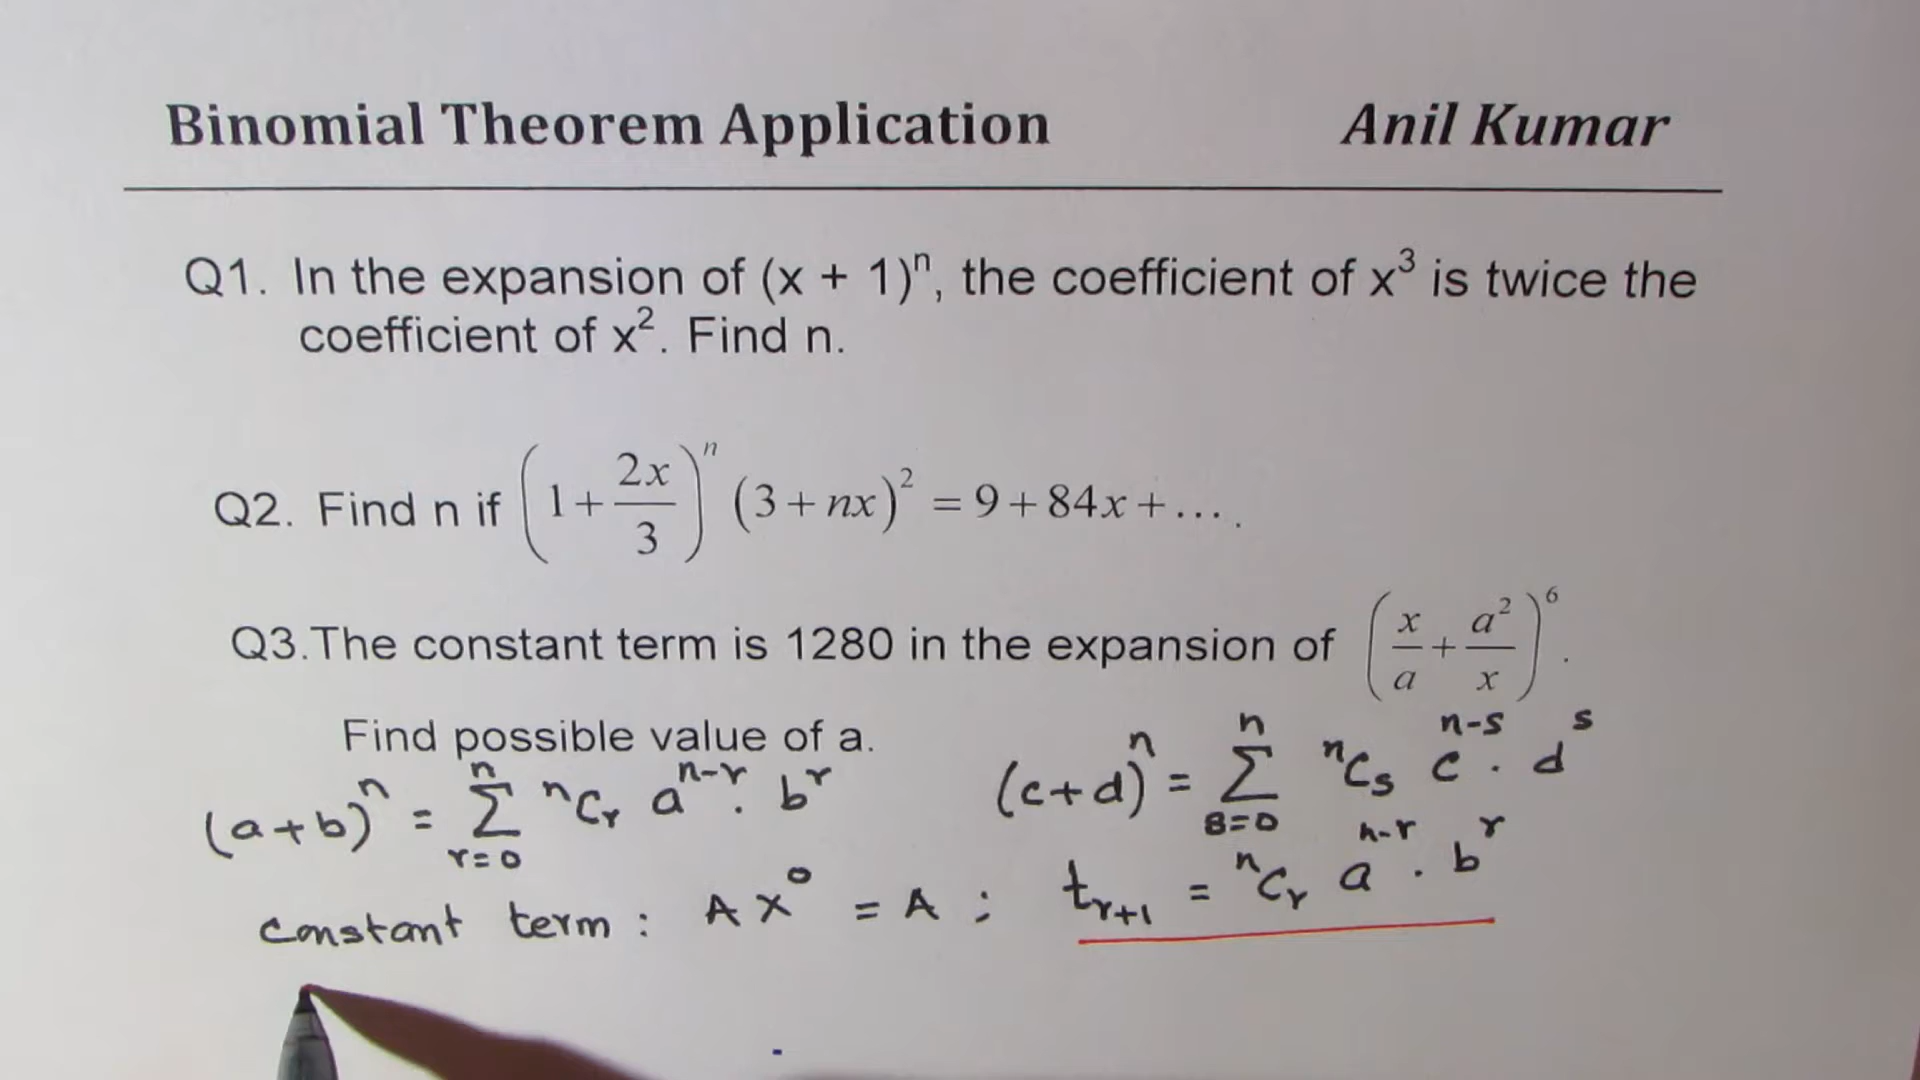 Binomial Theorem Application Anil Kumar
Q1. In the expansion of (x + 1)ⁿ, the coefficient of x³ is twice the
coefficient of x². Find n.
Q2. Find n if (1 + 2x/3)ⁿ (3 + nx)² = 9 + 84x + ... .
Q3. The constant term is 1280 in the expansion of (x/a + a²/x)⁶ .
Find possible value of a.
(a+b)ⁿ = Σ_{r=0}^{n} ⁿCᵣ aⁿ⁻ʳ . bʳ (c+d)ⁿ = Σ_{s=0}^{n} ⁿCₛ cⁿ⁻ˢ . dˢ
Constant term : Ax⁰ = A ; tᵣ₊₁ = ⁿCᵣ aⁿ⁻ʳ . bʳ